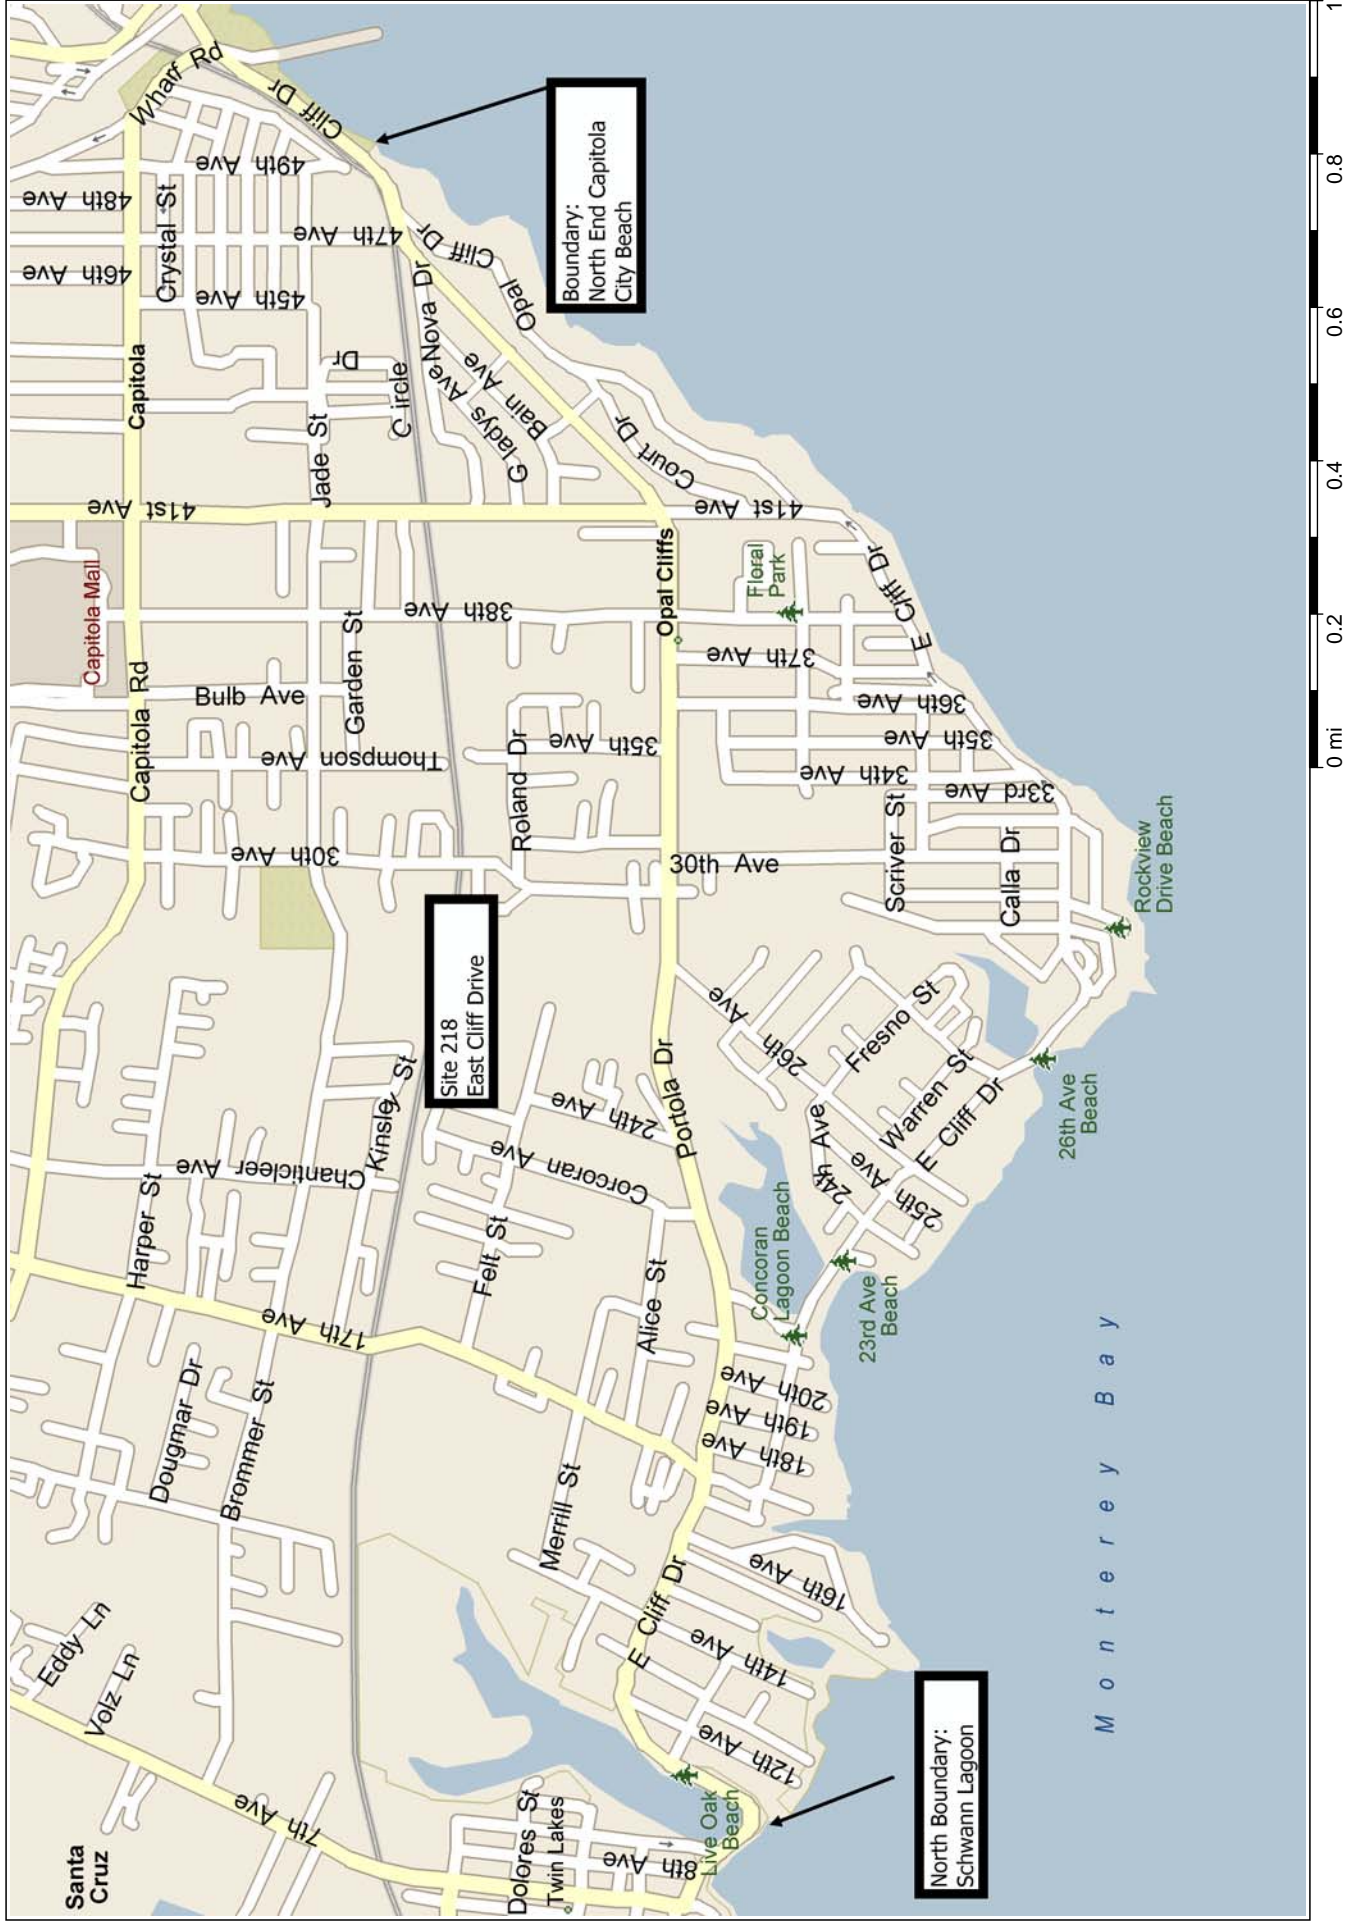 Santa
Cruz
7th Ave
Volz Ln
Eddy Ln
Dougmar Dr
Brommer St
Harper St
17th Ave
Chanticleer Ave
Kinsley St
Capitola Rd
30th Ave
Thompson Ave
Bulb Ave
Garden St
Capitola Mall
38th Ave
41st Ave
Capitola
Jade St
Circle
Dr
45th Ave
46th Ave
Crystal St
47th Ave
48th Ave
49th Ave
Wharf Rd
Cliff Dr
Site 218
East Cliff Drive
Dolores St
Twin Lakes
8th Ave
Live Oak
Beach
12th Ave
14th Ave
16th Ave
E Cliff Dr
Merrill St
Alice St
Felt St
Corcoran Ave
24th Ave
Portola Dr
18th Ave
19th Ave
20th Ave
Concoran
Lagoon Beach
23rd Ave
Beach
24th Ave
25th Ave
26th Ave
Fresno St
Warren St
E Cliff Dr
26th Ave
Beach
Roland Dr
35th Ave
30th Ave
Scriver St
Calla Dr
33rd Ave
34th Ave
35th Ave
36th Ave
37th Ave
Rockview
Drive Beach
Opal Cliffs
Floral
Park
E Cliff Dr
41st Ave
Court Dr
Gladys Ave
Bain Ave
Nova Dr
Opal Cliff Dr
Boundary:
North End Capitola
City Beach
North Boundary:
Schwann Lagoon
Monterey Bay
0 mi
0.2
0.4
0.6
0.8
1